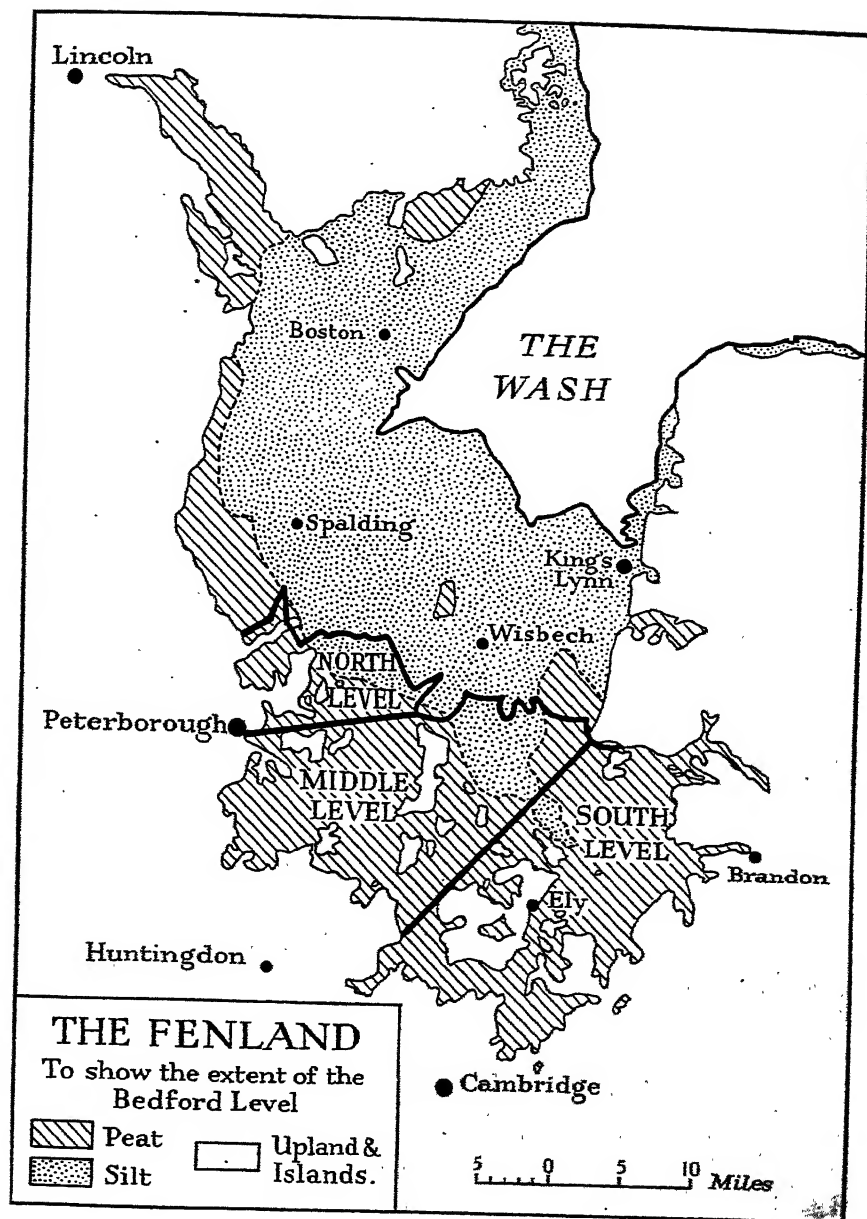 Lincoln
Boston
THE
WASH
Spalding
King's
Lynn
Wisbech
NORTH
LEVEL
Peterborough
MIDDLE
LEVEL
SOUTH
LEVEL
Brandon
Ely
Huntingdon
THE FENLAND
To show the extent of the
Bedford Level
Peat
Silt
Upland &
Islands.
Cambridge
5 0 5 10 Miles